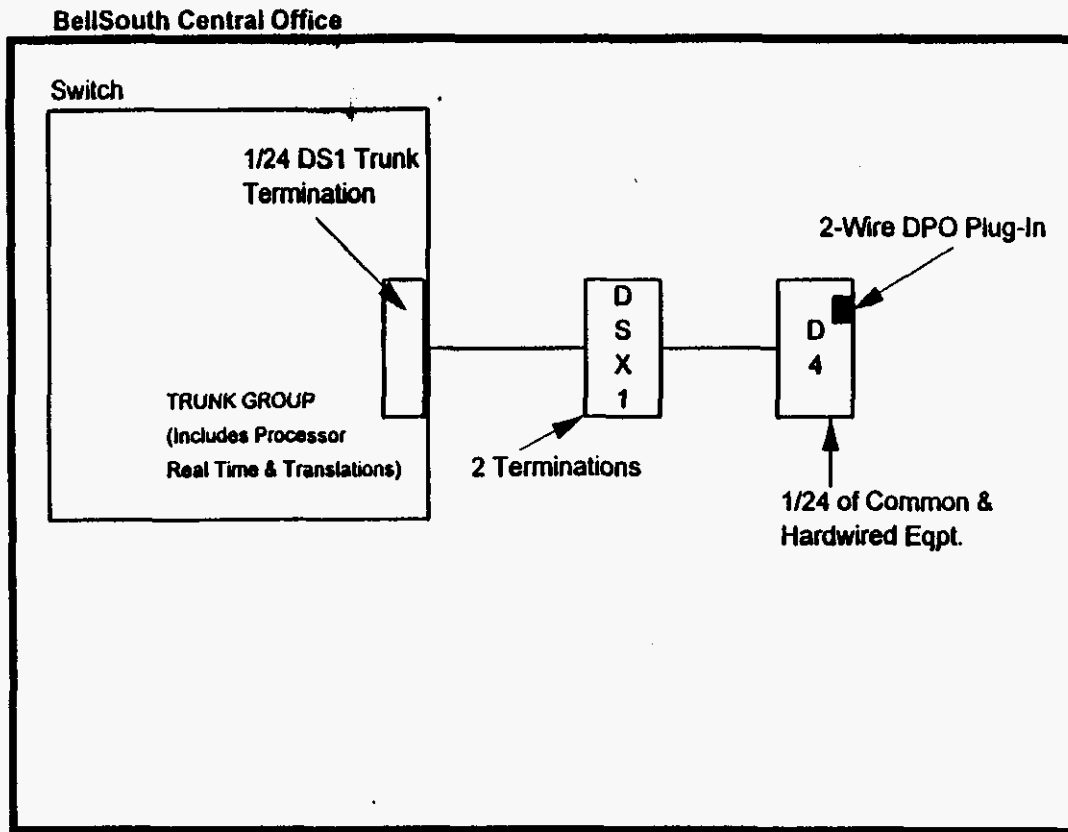 BellSouth Central Office
Switch
1/24 DS1 Trunk
Termination
2-Wire DPO Plug-In
D
S
X
1
D
4
TRUNK GROUP
(Includes Processor
Real Time & Translations)
2 Terminations
1/24 of Common &
Hardwired Eqpt.